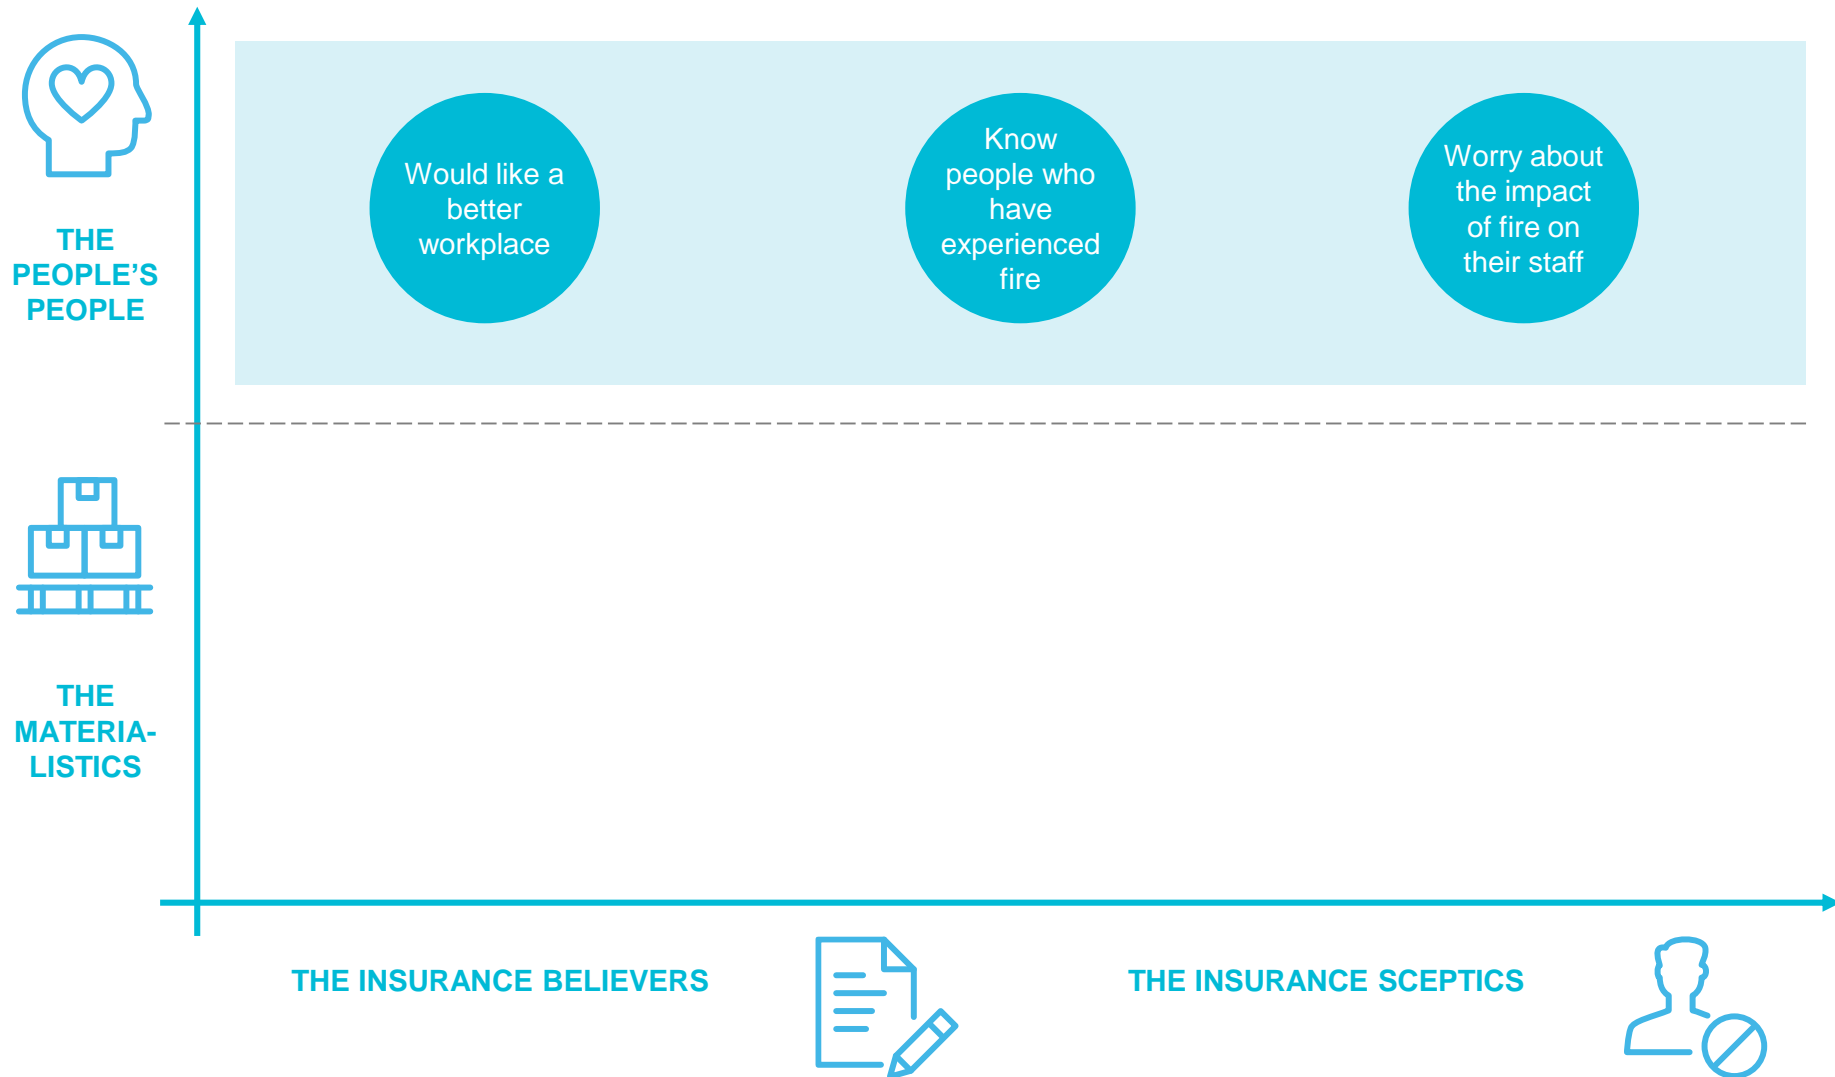 THE
PEOPLE’S
PEOPLE
Would like a
better
workplace
Know
people who
have
experienced
fire
Worry about
the impact
of fire on
their staff
THE
MATERIA-
LISTICS
THE INSURANCE BELIEVERS
THE INSURANCE SCEPTICS